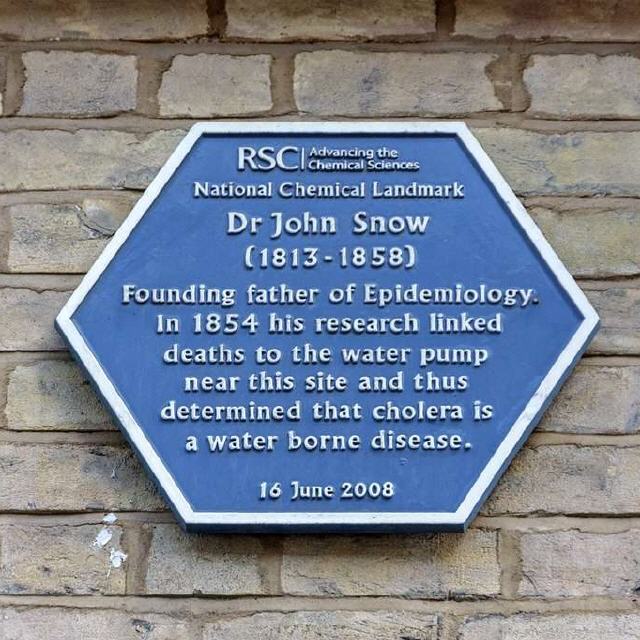 RSC | Advancing the
Chemical Sciences
National Chemical Landmark
Dr John Snow
(1813-1858)
Founding father of Epidemiology.
In 1854 his research linked
deaths to the water pump
near this site and thus
determined that cholera is
a water borne disease.
16 June 2008